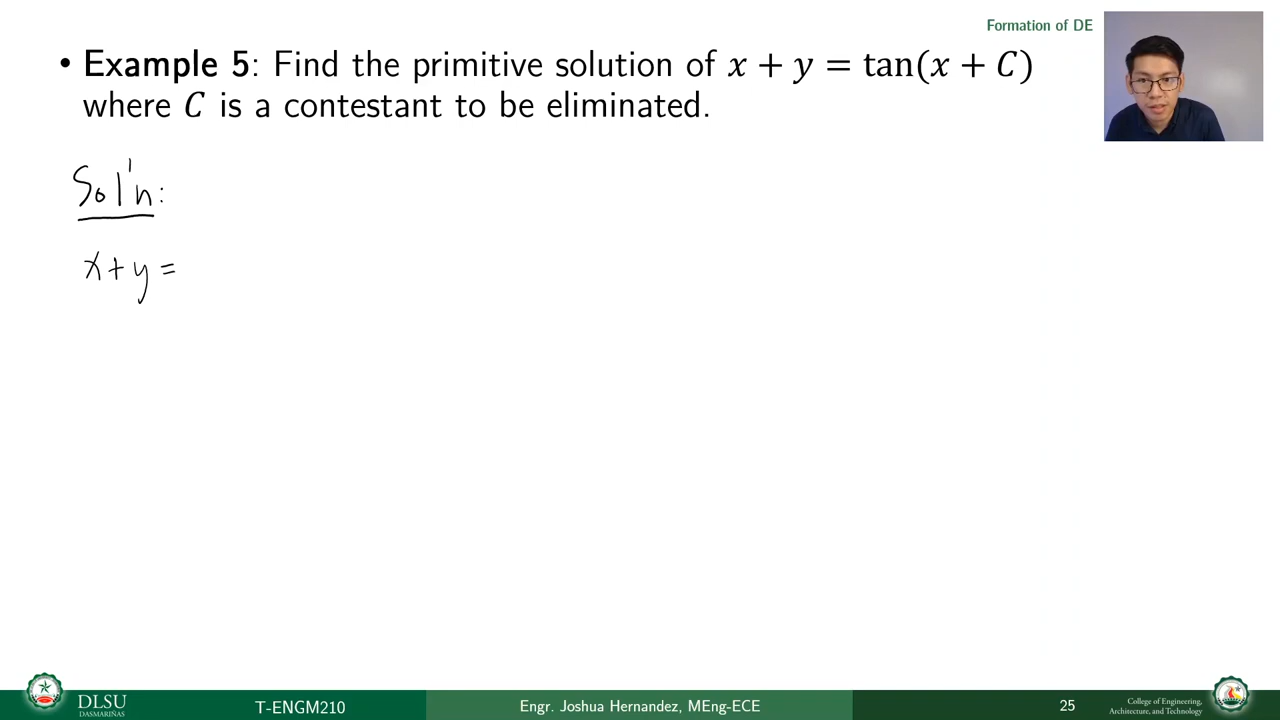 Formation of DE
• Example 5: Find the primitive solution of x + y = tan(x + C)
where C is a contestant to be eliminated.
Sol'n:
x+y=
DLSU
DASMARIÑAS
T-ENGM210
Engr. Joshua Hernandez, MEng-ECE
25
College of Engineering,
Architecture, and Technology